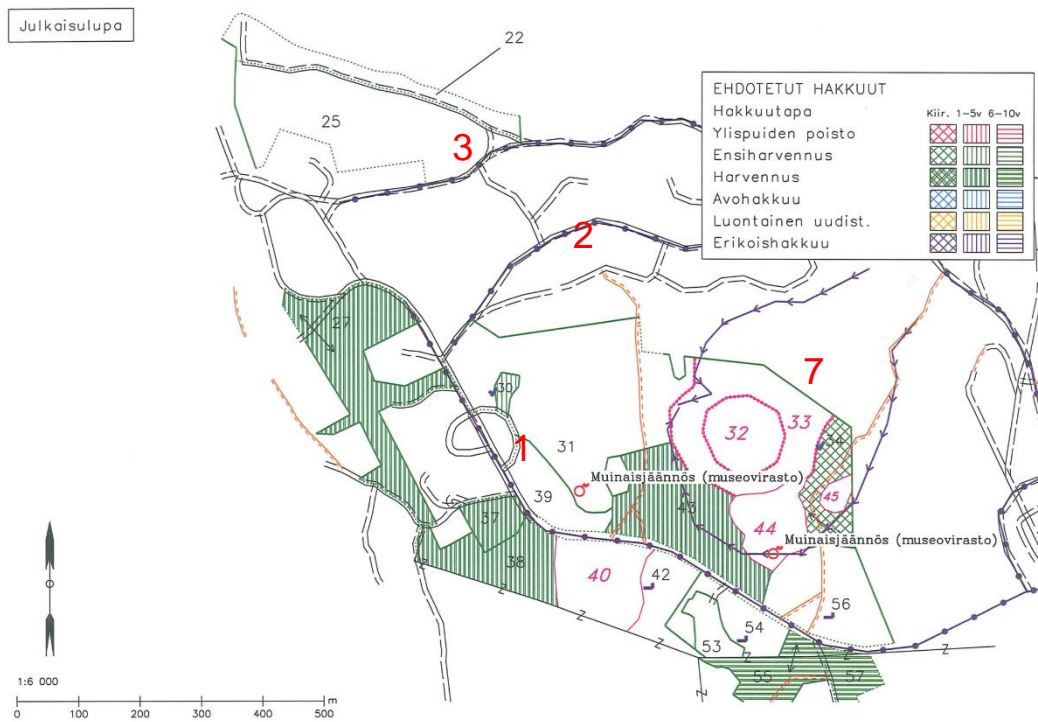 Julkaisulupa
22
EHDOTETUT HAKKUUT
Hakkuutapa
Kiir. 1-5v 6-10v
Ylispuiden poisto
Ensiharvennus
Harvennus
Avohakkuu
Luontainen uudist.
Erikoishakkuu
25
3
2
27
7
30
32
33
34
1
31
Muinaisjäännös (museovirasto)
39
45
37
43
44
Muinaisjäännös (museovirasto)
38
40
42
56
54
53
55
57
Z
Z
Z
Z
Z
Z
Z
1:6 000
0 100 200 300 400 500 m